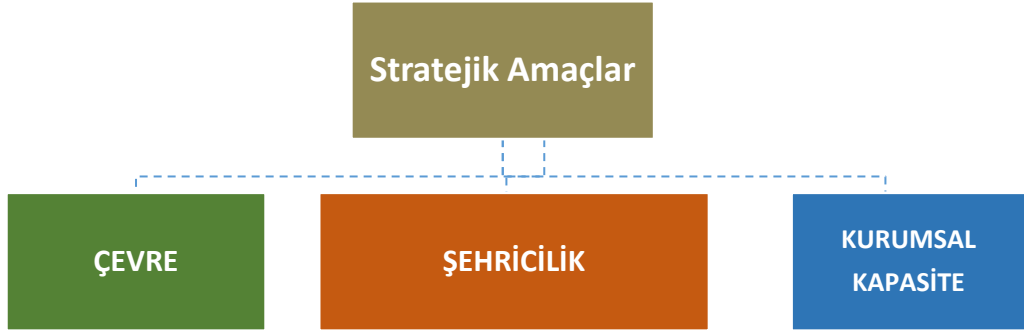 Stratejik Amaçlar
ÇEVRE
ŞEHRİCİLİK
KURUMSAL
KAPASİTE